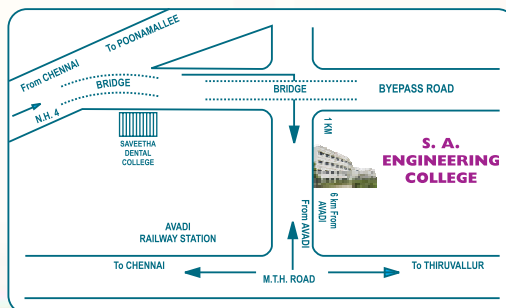 To POONAMALLEE
From CHENNAI
N.H. 4
BRIDGE
BRIDGE
BYEPASS ROAD
SAVEETHA
DENTAL
COLLEGE
1 KM
S. A.
ENGINEERING
COLLEGE
6 km From
AVADI
From AVADI
AVADI
RAILWAY STATION
To CHENNAI
M.T.H. ROAD
To THIRUVALLUR